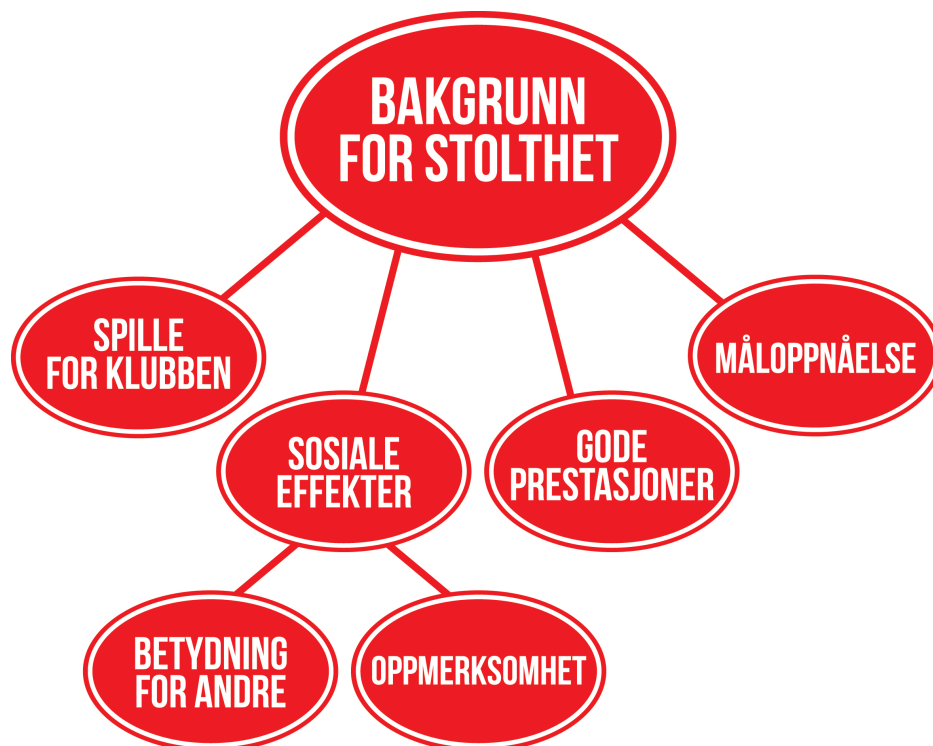 BAKGRUNN
FOR STOLTHET
SPILLE
FOR KLUBBEN
MÅLOPPNÅELSE
SOSIALE
EFFEKTER
GODE
PRESTASJONER
BETYDNING
FOR ANDRE
OPPMERKSOMHET